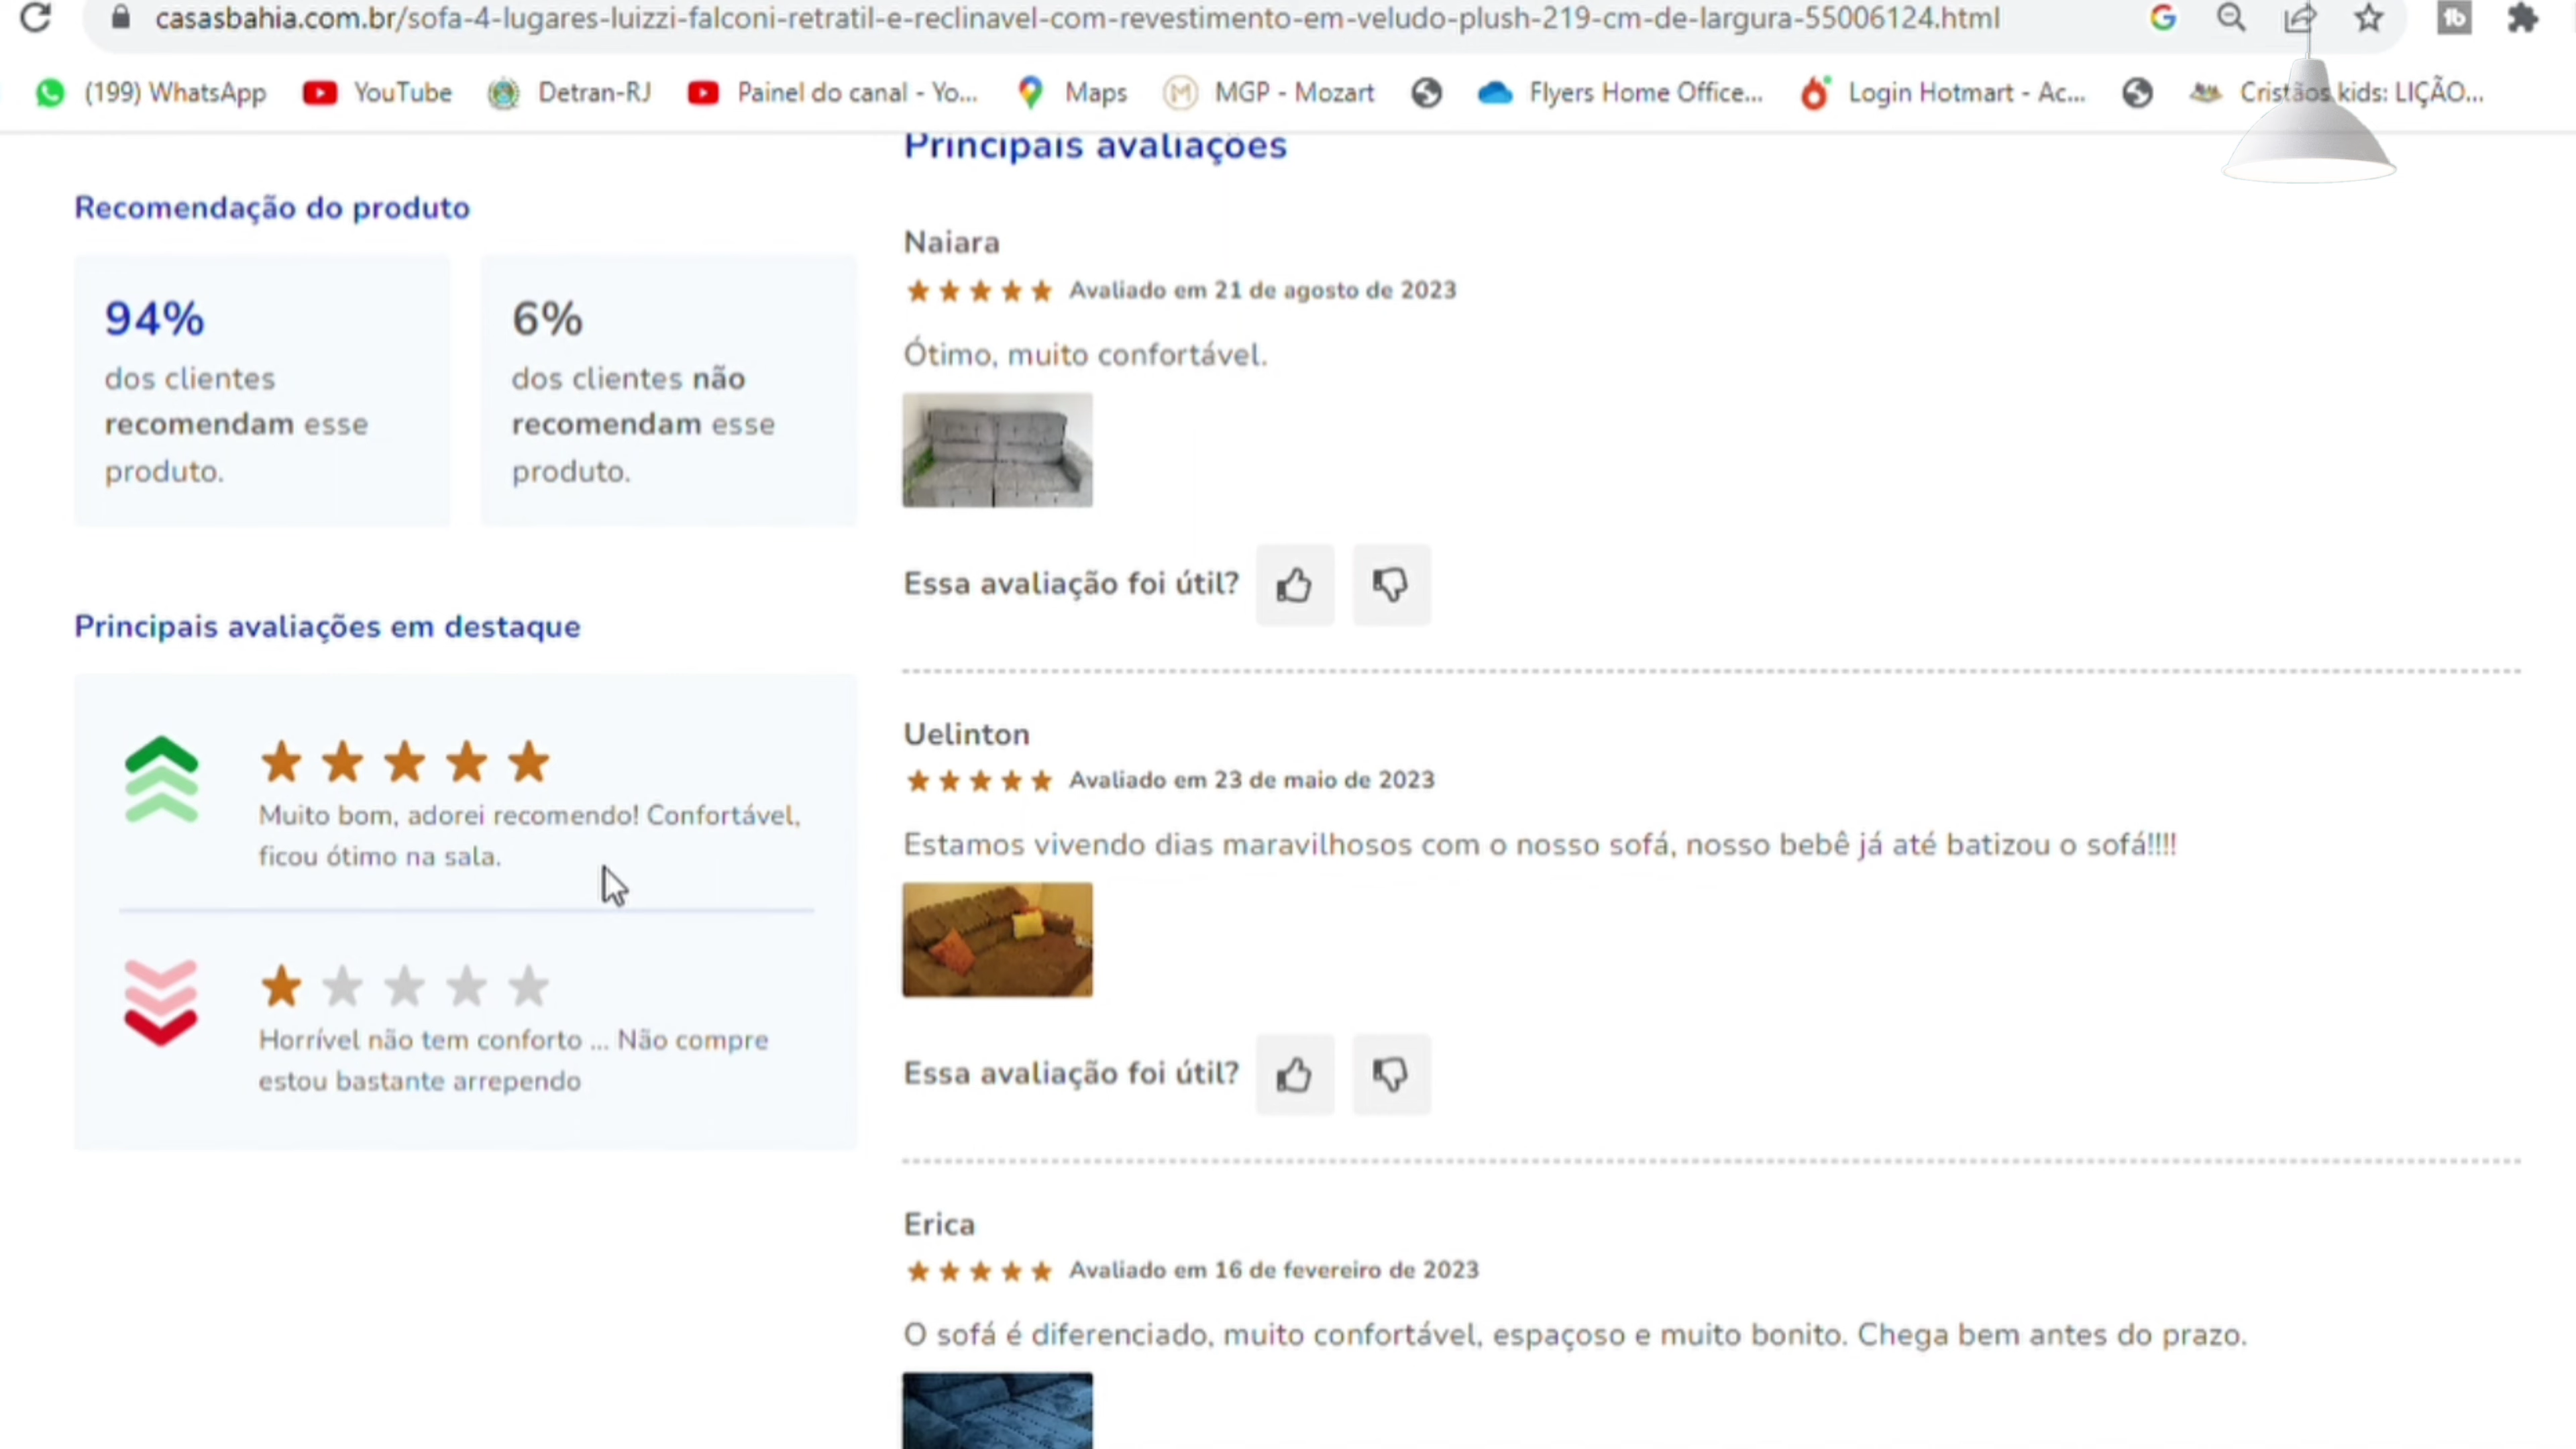 casasbahia.com.br/sofa-4-lugares-luizzi-falconi-retratil-e-reclinavel-com-revestimento-em-veludo-plush-219-cm-de-largura-55006124.html
(199) WhatsApp
YouTube
Detran-RJ
Painel do canal - Yo...
Maps
MGP - Mozart
Flyers Home Office...
Login Hotmart - Ac...
Cristãos kids: LIÇÃO...
Recomendação do produto
94%
dos clientes
recomendam esse
produto.
6%
dos clientes não
recomendam esse
produto.
Principais avaliações em destaque
Muito bom, adorei recomendo! Confortável,
ficou ótimo na sala.
Horrível não tem conforto ... Não compre
estou bastante arrependo
Principais avaliações
Naiara
Avaliado em 21 de agosto de 2023
Ótimo, muito confortável.
Essa avaliação foi útil?
Uelinton
Avaliado em 23 de maio de 2023
Estamos vivendo dias maravilhosos com o nosso sofá, nosso bebê já até batizou o sofá!!!!
Essa avaliação foi útil?
Erica
Avaliado em 16 de fevereiro de 2023
O sofá é diferenciado, muito confortável, espaçoso e muito bonito. Chega bem antes do prazo.